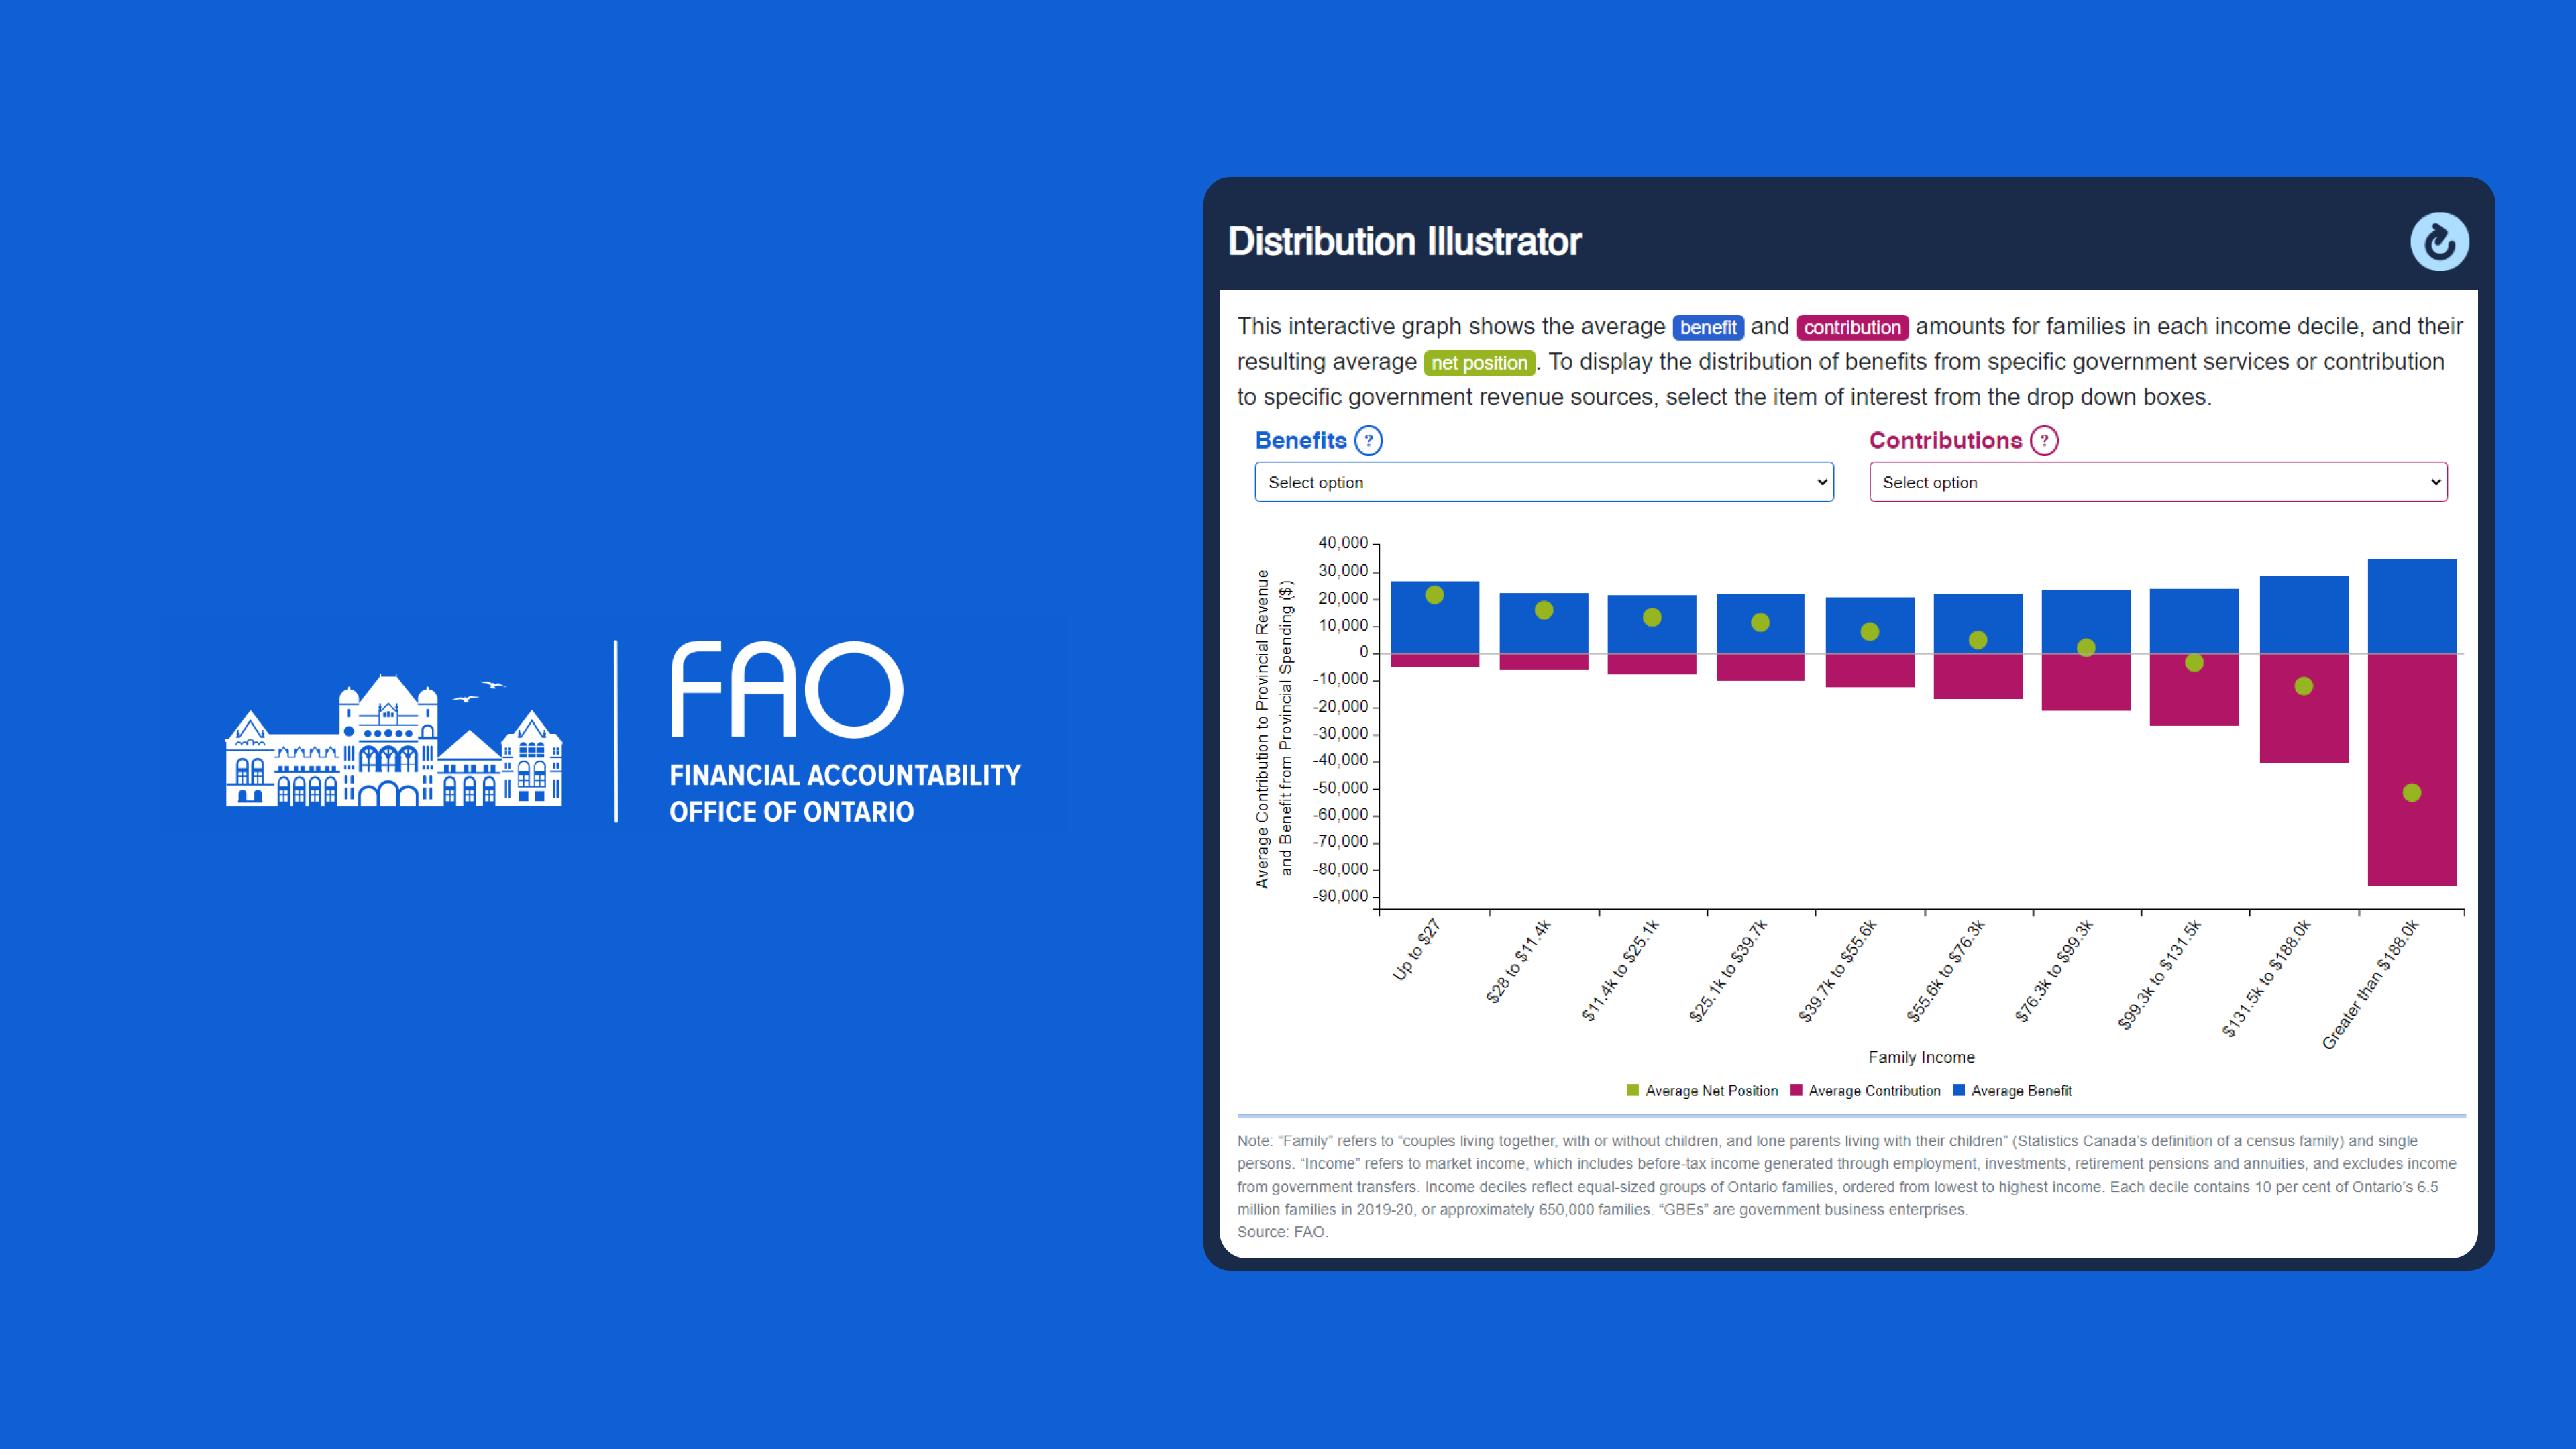 FAO
FINANCIAL ACCOUNTABILITY
OFFICE OF ONTARIO
Distribution Illustrator
This interactive graph shows the average benefit and contribution amounts for families in each income decile, and their
resulting average net position. To display the distribution of benefits from specific government services or contribution
to specific government revenue sources, select the item of interest from the drop down boxes.
Benefits ?
Contributions ?
Select option
Select option
Average Contribution to Provincial Revenue
and Benefit from Provincial Spending ($)
40,000
30,000
20,000
10,000
0
-10,000
-20,000
-30,000
-40,000
-50,000
-60,000
-70,000
-80,000
-90,000
Up to $27
$28 to $11.4k
$11.4k to $25.1k
$25.1k to $39.7k
$39.7k to $55.6k
$55.6k to $76.3k
$76.3k to $99.3k
$99.3k to $131.5k
$131.5k to $188.0k
Greater than $188.0k
Family Income
Average Net Position Average Contribution Average Benefit
Note: “Family” refers to “couples living together, with or without children, and lone parents living with their children” (Statistics Canada’s definition of a census family) and single
persons. “Income” refers to market income, which includes before-tax income generated through employment, investments, retirement pensions and annuities, and excludes income
from government transfers. Income deciles reflect equal-sized groups of Ontario families, ordered from lowest to highest income. Each decile contains 10 per cent of Ontario’s 6.5
million families in 2019-20, or approximately 650,000 families. “GBEs” are government business enterprises.
Source: FAO.